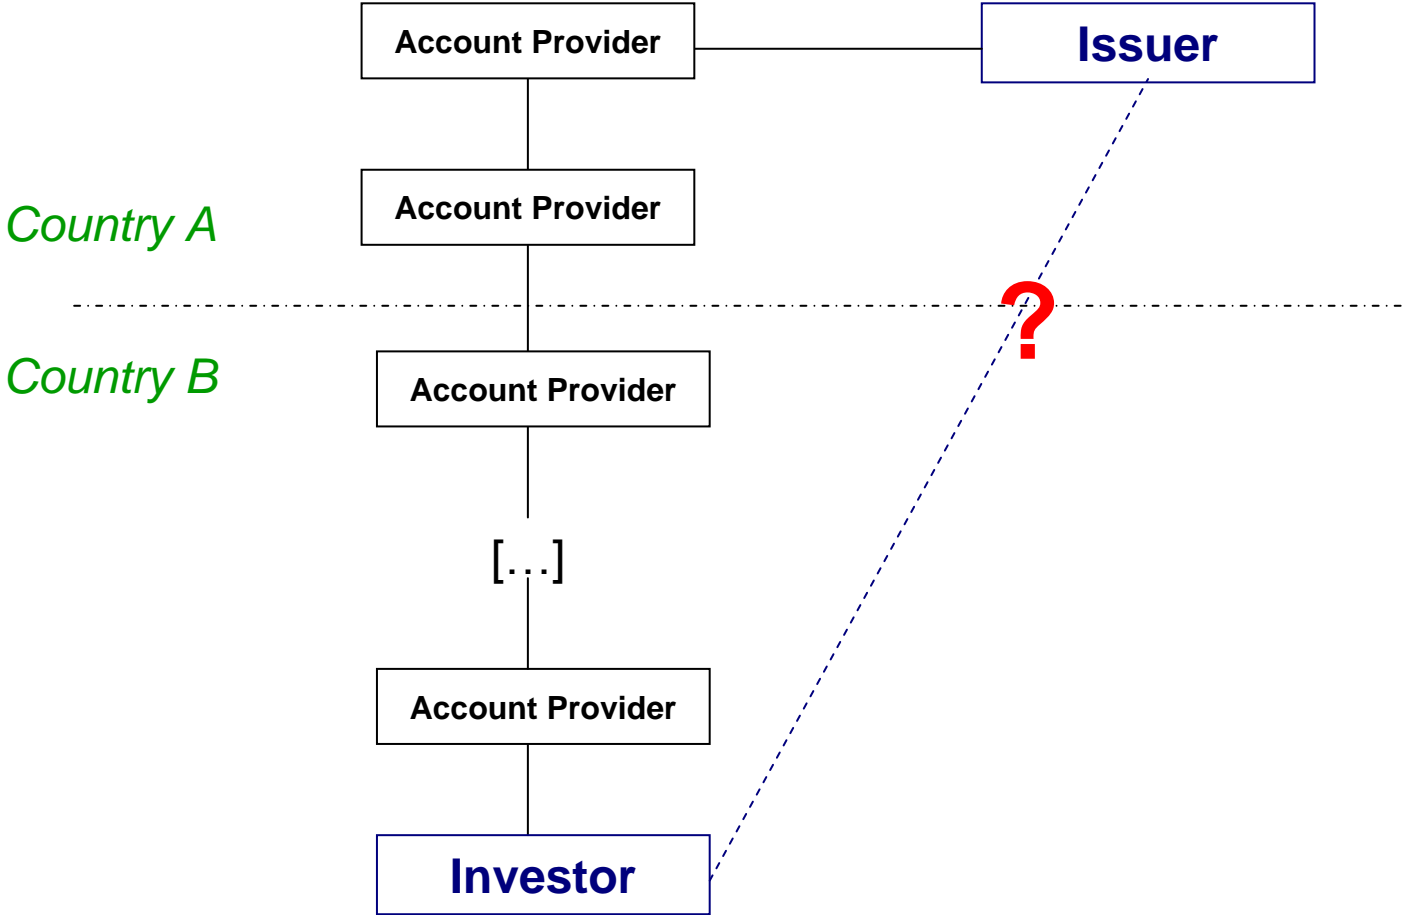 Account Provider
Issuer
Account Provider
Country A
?
Country B
Account Provider
[...]
Account Provider
Investor